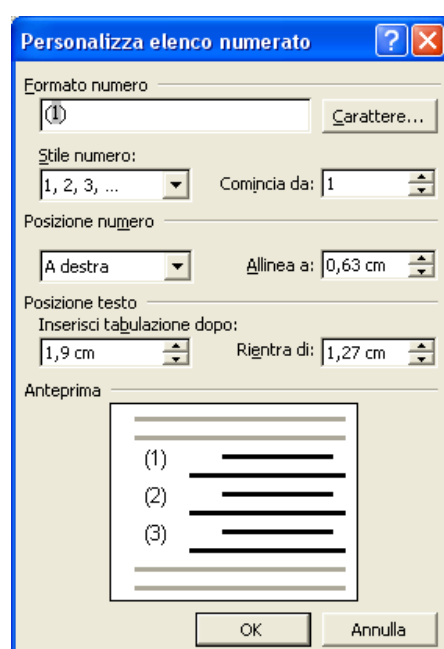 Personalizza elenco numerato
Formato numero
(1) Carattere...
Stile numero:
1, 2, 3, ... Comincia da: 1
Posizione numero
A destra Allinea a: 0,63 cm
Posizione testo
Inserisci tabulazione dopo:
1,9 cm Rientra di: 1,27 cm
Anteprima
(1)
(2)
(3)
OK Annulla